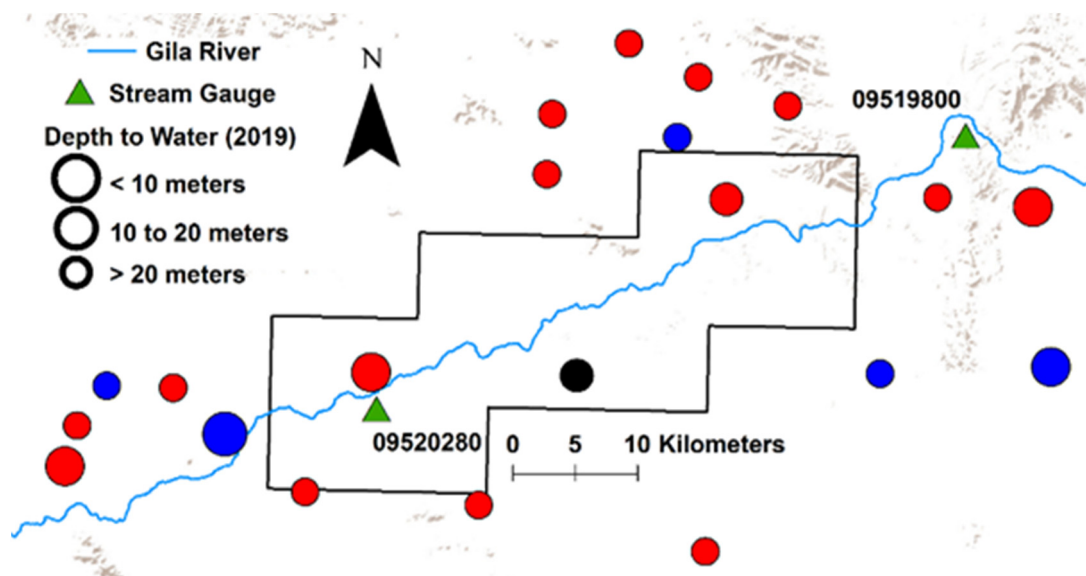 Gila River
Stream Gauge
Depth to Water (2019)
< 10 meters
10 to 20 meters
> 20 meters
N
09519800
09520280
0 5 10 Kilometers